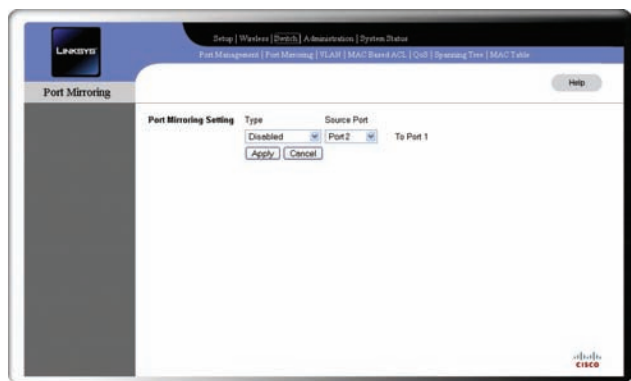 LINKSYS
Setup | Wireless | Switch | Administration | System Status
Port Management | Port Mirroring | VLAN | MAC Based ACL | QoS | Spanning Tree | MAC Table
Port Mirroring
Help
Port Mirroring Setting Type Source Port
Disabled Port 2 To Port 1
Apply Cancel
CISCO